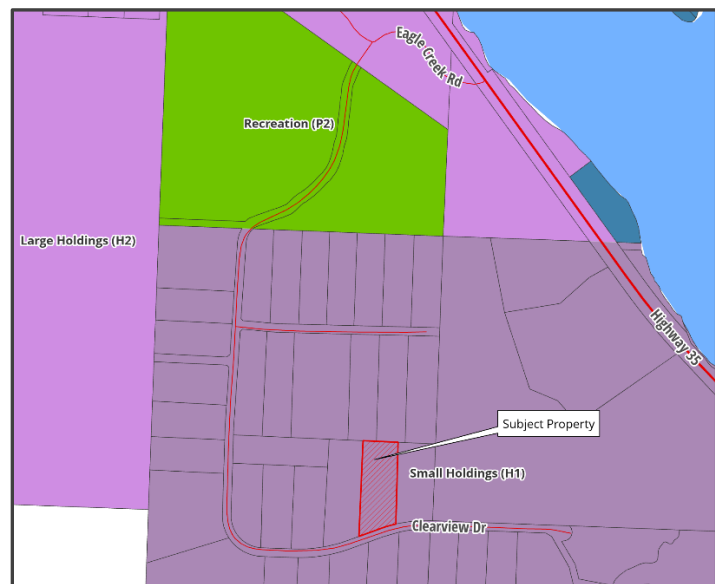 Eagle Creek Rd
Recreation (P2)
Large Holdings (H2)
Highway 35
Subject Property
Small Holdings (H1)
Clearview Dr